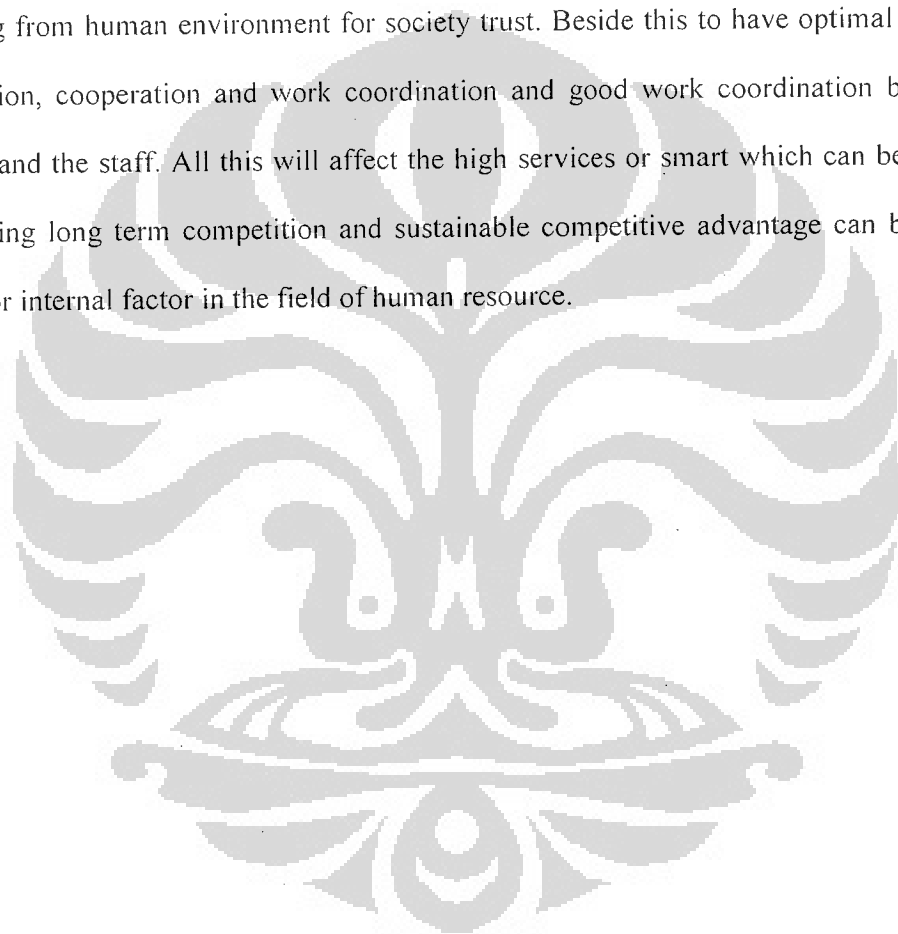 from human environment for society trust. Beside this to have optimal
cooperation and work coordination and good work coordination
and the staff. All this will affect the high services or smart which can be
long term competition and sustainable competitive advantage can
internal factor in the field of human resource.